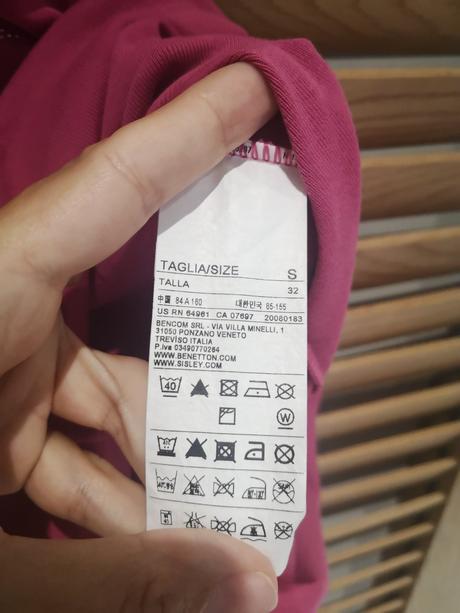 TAGLIA/SIZE S
TALLA 32
中国 84 A 160 대한민국 85-155
US RN 64961 CA 07697 20080183
BENCOM SRL - VIA VILLA MINELLI, 1
31050 PONZANO VENETO
TREVISO ITALIA
P.iva 03490770264
WWW.BENETTON.COM
WWW.SISLEY.COM
40
W